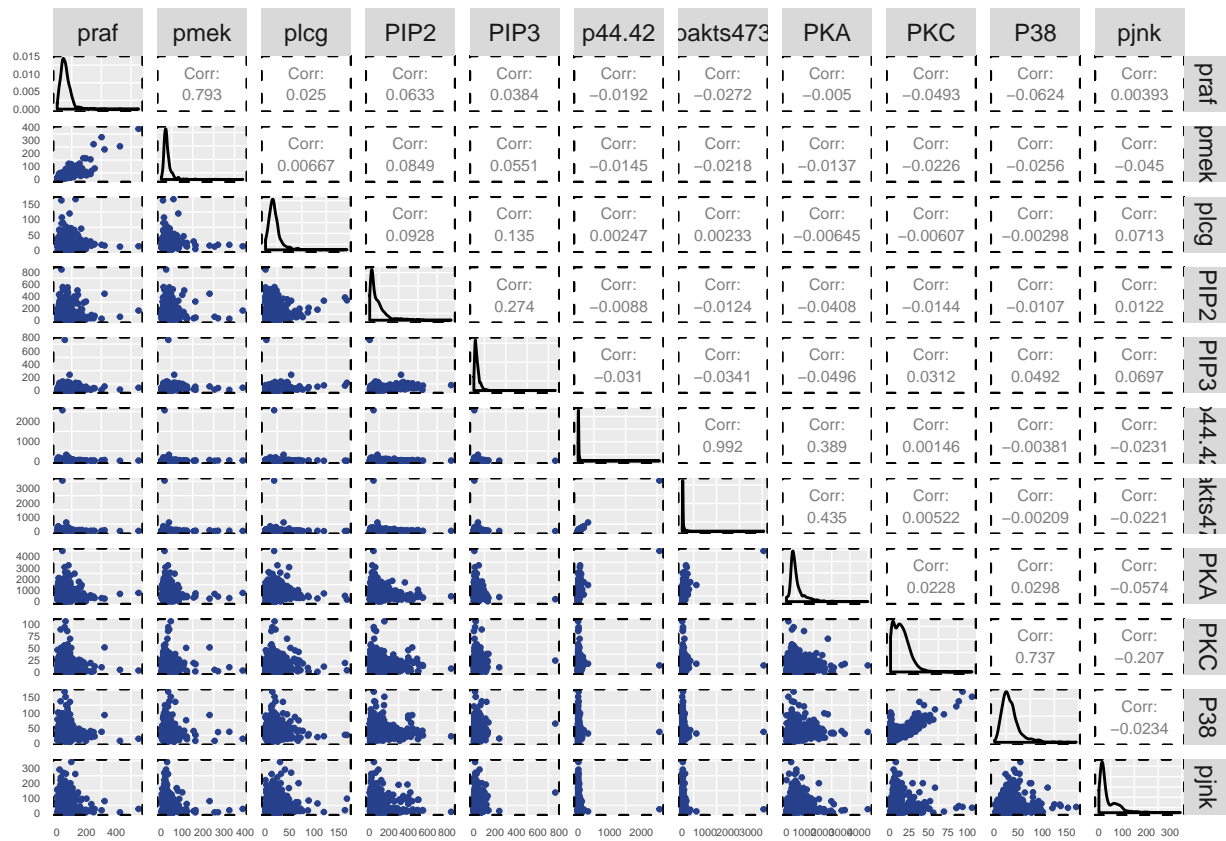 praf pmek plcg PIP2 PIP3 p44.42 pakts473 PKA PKC P38 pjnk
0.015
0.010
0.005
0.000
Corr: Corr: Corr: Corr: Corr: Corr: Corr: Corr: Corr: Corr:
0.793 0.025 0.0633 0.0384 −0.0192 −0.0272 −0.005 −0.0493 −0.0624 0.00393
praf
400
300
200
100
0
Corr: Corr: Corr: Corr: Corr: Corr: Corr: Corr: Corr:
0.00667 0.0849 0.0551 −0.0145 −0.0218 −0.0137 −0.0226 −0.0256 −0.045
pmek
150
100
50
0
Corr: Corr: Corr: Corr: Corr: Corr: Corr: Corr:
0.0928 0.135 0.00247 0.00233 −0.00645 −0.00607 −0.00298 0.0713
plcg
800
600
400
200
0
Corr: Corr: Corr: Corr: Corr: Corr: Corr:
0.274 −0.0088 −0.0124 −0.0408 −0.0144 −0.0107 0.0122
PIP2
800
600
400
200
0
Corr: Corr: Corr: Corr: Corr: Corr:
−0.031 −0.0341 −0.0496 0.0312 0.0492 0.0697
PIP3
2000
1000
0
Corr: Corr: Corr: Corr: Corr:
0.992 0.389 0.00146 −0.00381 −0.0231
p44.42
3000
2000
1000
0
Corr: Corr: Corr: Corr:
0.435 0.00522 −0.00209 −0.0221
akts47
4000
3000
2000
1000
0
Corr: Corr: Corr:
0.0228 0.0298 −0.0574
PKA
100
75
50
25
0
Corr: Corr:
0.737 −0.207
PKC
150
100
50
0
Corr:
−0.0234
P38
300
200
100
0
pjnk
0 200 400 0 100 200 300 400 0 50 100 150 0 200 400 600 800 0 200 400 600 800 0 1000 2000 0 1000 2000 3000 0 1000 2000 3000 4000 0 25 50 75 100 0 50 100 150 0 100 200 300